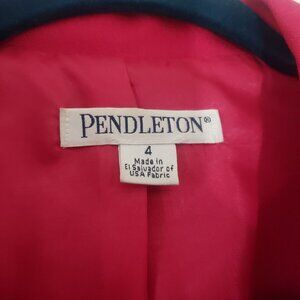 PENDLETON®
4
Made in
El Salvador of
USA Fabric